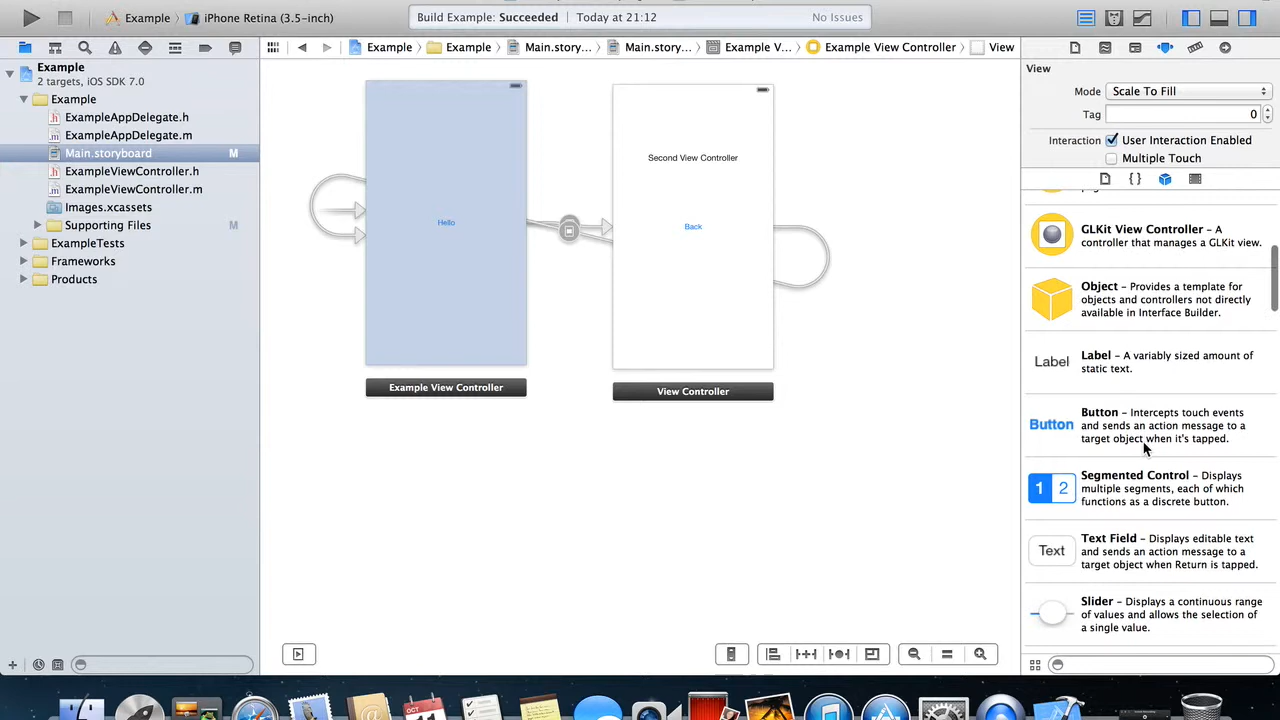 Example
iPhone Retina (3.5-inch)
Build Example: Succeeded
Today at 21:12
No Issues
Example
Example
Main.story...
Main.story...
Example V...
Example View Controller
View
Example
2 targets, iOS SDK 7.0
Example
ExampleAppDelegate.h
ExampleAppDelegate.m
Main.storyboard
M
ExampleViewController.h
ExampleViewController.m
Images.xcassets
Supporting Files
M
ExampleTests
Frameworks
Products
Hello
Example View Controller
Second View Controller
Back
View Controller
View
Mode
Scale To Fill
Tag
0
Interaction
User Interaction Enabled
Multiple Touch
GLKit View Controller - A
controller that manages a GLKit view.
Object - Provides a template for
objects and controllers not directly
available in Interface Builder.
Label
Label - A variably sized amount of
static text.
Button
Button - Intercepts touch events
and sends an action message to a
target object when it's tapped.
1 2
Segmented Control - Displays
multiple segments, each of which
functions as a discrete button.
Text
Text Field - Displays editable text
and sends an action message to a
target object when Return is tapped.
Slider - Displays a continuous range
of values and allows the selection of
a single value.